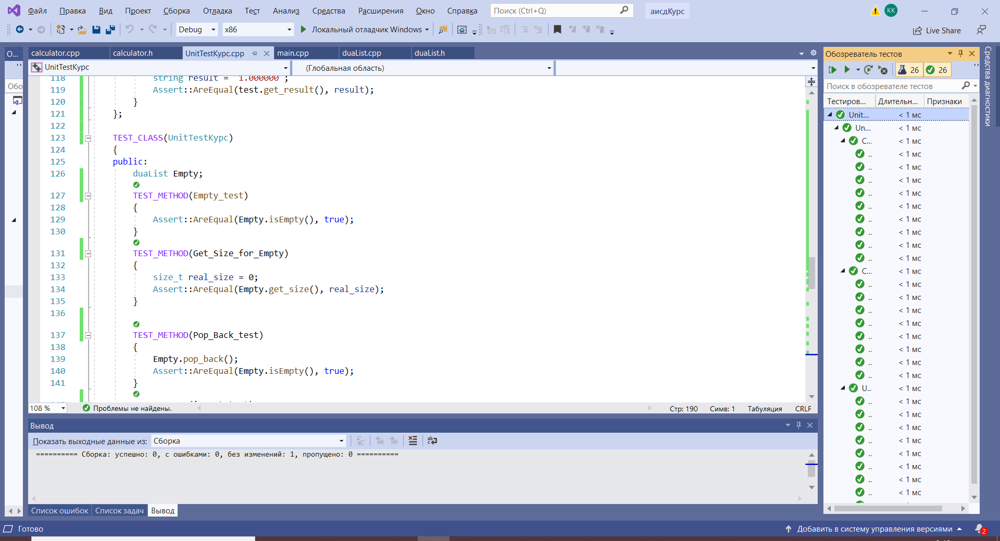 Файл Правка Вид Проект Сборка Отладка Тест Анализ Средства Расширения Окно Справка Поиск (Ctrl+Q) аисдКурс КК
Debug x86 Локальный отладчик Windows Live Share
О... calculator.cpp calculator.h UnitTestКурс.cpp main.cpp duaList.cpp duaList.h
UnitTestКурс (Глобальная область)
Обо
118 string result = "1.000000";
119 Assert::AreEqual(test.get_result(), result);
120 }
121 };
122
123 TEST_CLASS(UnitTestКурс)
124 {
125 public:
126 duaList Empty;
127 TEST_METHOD(Empty_test)
128 {
129 Assert::AreEqual(Empty.isEmpty(), true);
130 }
131 TEST_METHOD(Get_Size_for_Empty)
132 {
133 size_t real_size = 0;
134 Assert::AreEqual(Empty.get_size(), real_size);
135 }
136
137 TEST_METHOD(Pop_Back_test)
138 {
139 Empty.pop_back();
140 Assert::AreEqual(Empty.isEmpty(), true);
141 }
108 % Проблемы не найдены. Стр: 190 Симв: 1 Табуляция CRLF
Вывод
Показать выходные данные из: Сборка
========== Сборка: успешно: 0, с ошибками: 0, без изменений: 1, пропущено: 0 ==========
Список ошибок Список задач Вывод
Обозреватель тестов
26 26
Поиск в обозревателе тестов
Тестиров... Длительн... Признаки
Unit... < 1 мс
Un... < 1 мс
C... < 1 мс
.. < 1 мс
.. < 1 мс
.. < 1 мс
.. < 1 мс
.. < 1 мс
.. < 1 мс
.. < 1 мс
.. < 1 мс
.. < 1 мс
C... < 1 мс
.. < 1 мс
.. < 1 мс
.. < 1 мс
.. < 1 мс
.. < 1 мс
.. < 1 мс
.. < 1 мс
.. < 1 мс
U... < 1 мс
.. < 1 мс
.. < 1 мс
.. < 1 мс
.. < 1 мс
.. < 1 мс
.. < 1 мс
.. < 1 мс
.. < 1 мс
Средства диагностики
Готово Добавить в систему управления версиями 2